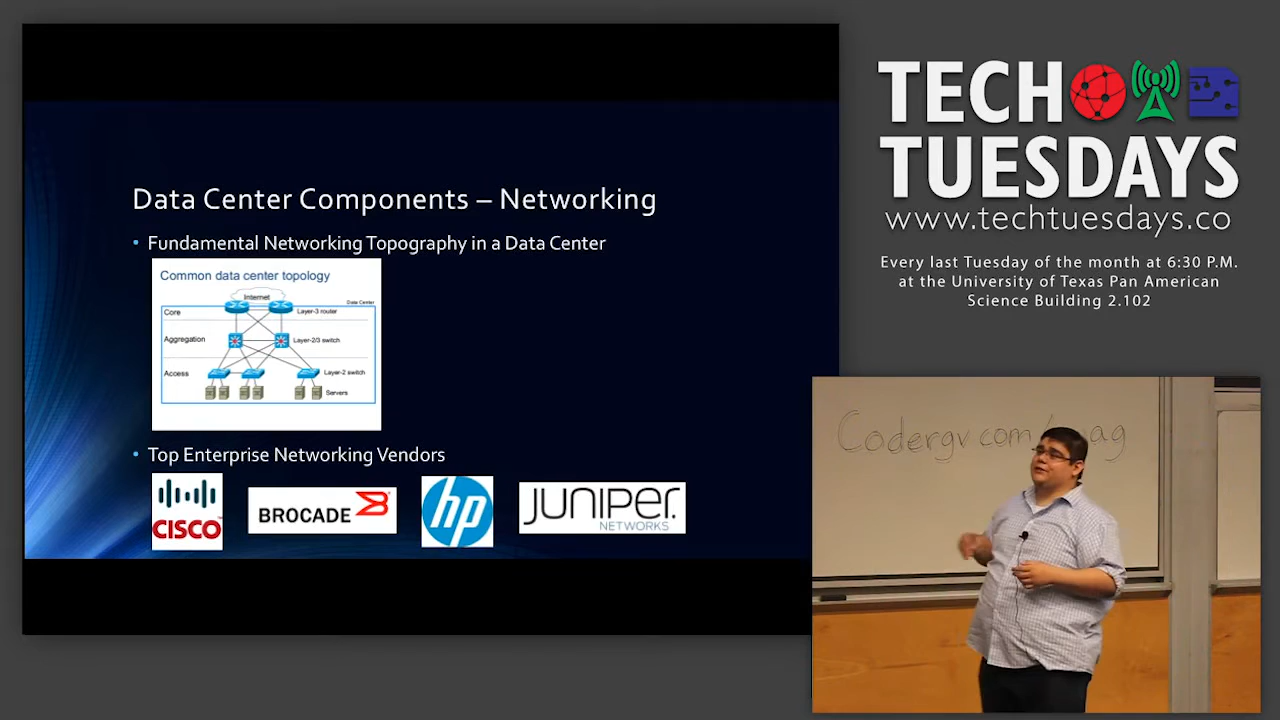 Data Center Components – Networking
• Fundamental Networking Topography in a Data Center
Common data center topology
Internet
Data Center
Core
Layer-3 router
Aggregation
Layer-2/3 switch
Access
Layer-2 switch
Servers
• Top Enterprise Networking Vendors
CISCO
BROCADE
hp
JUNIPER
NETWORKS
TECH
TUESDAYS
www.techtuesdays.co
Every last Tuesday of the month at 6:30 P.M.
at the University of Texas Pan American
Science Building 2.102
Codergv.com/